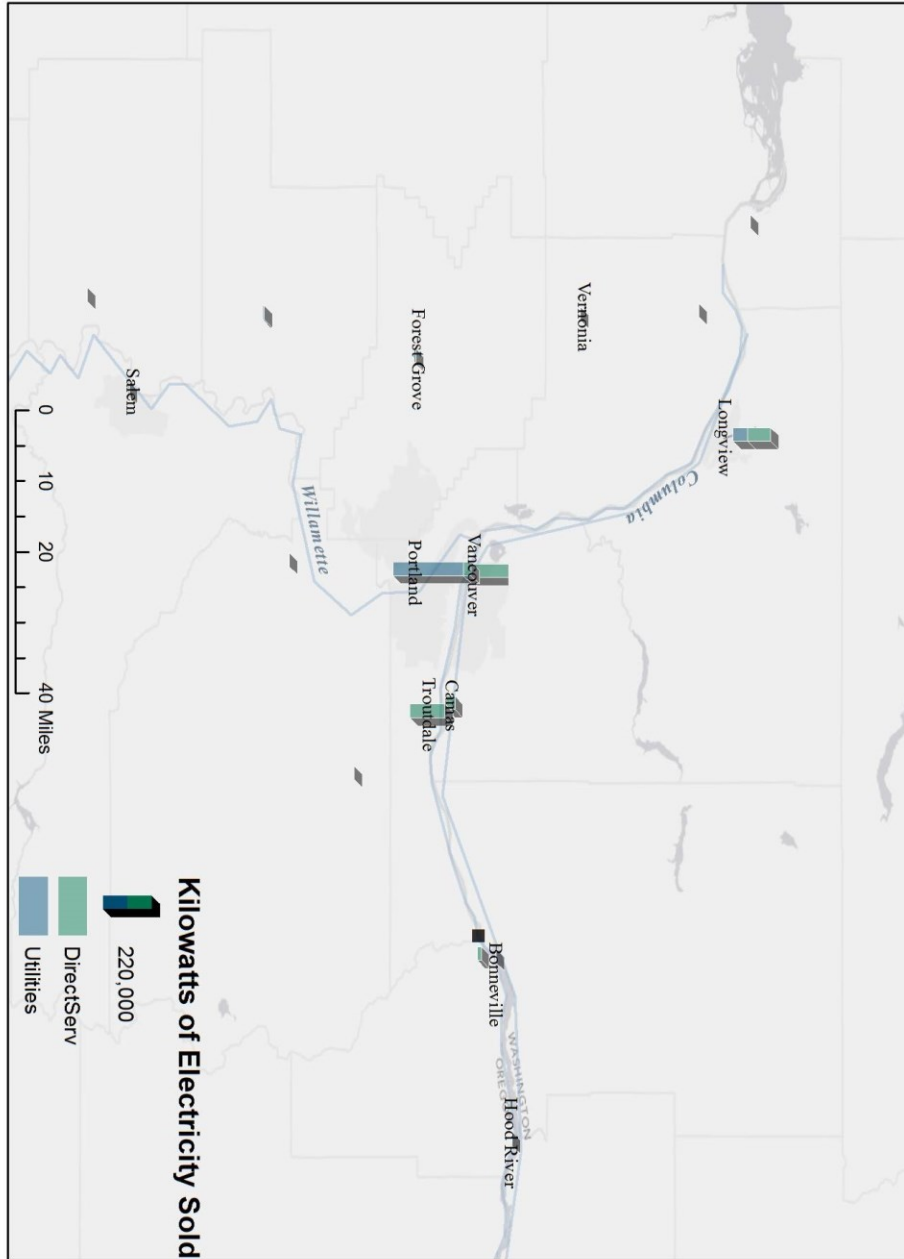 Longview
Columbia
Vernonia
Vancouver
WASHINGTON
OREG
Hood River
Bonneville
Camas
Troutdale
Forest Grove
Portland
Willamette
Salem
Kilowatts of Electricity Sold
220,000
DirectServ
Utilities
0 10 20 40 Miles